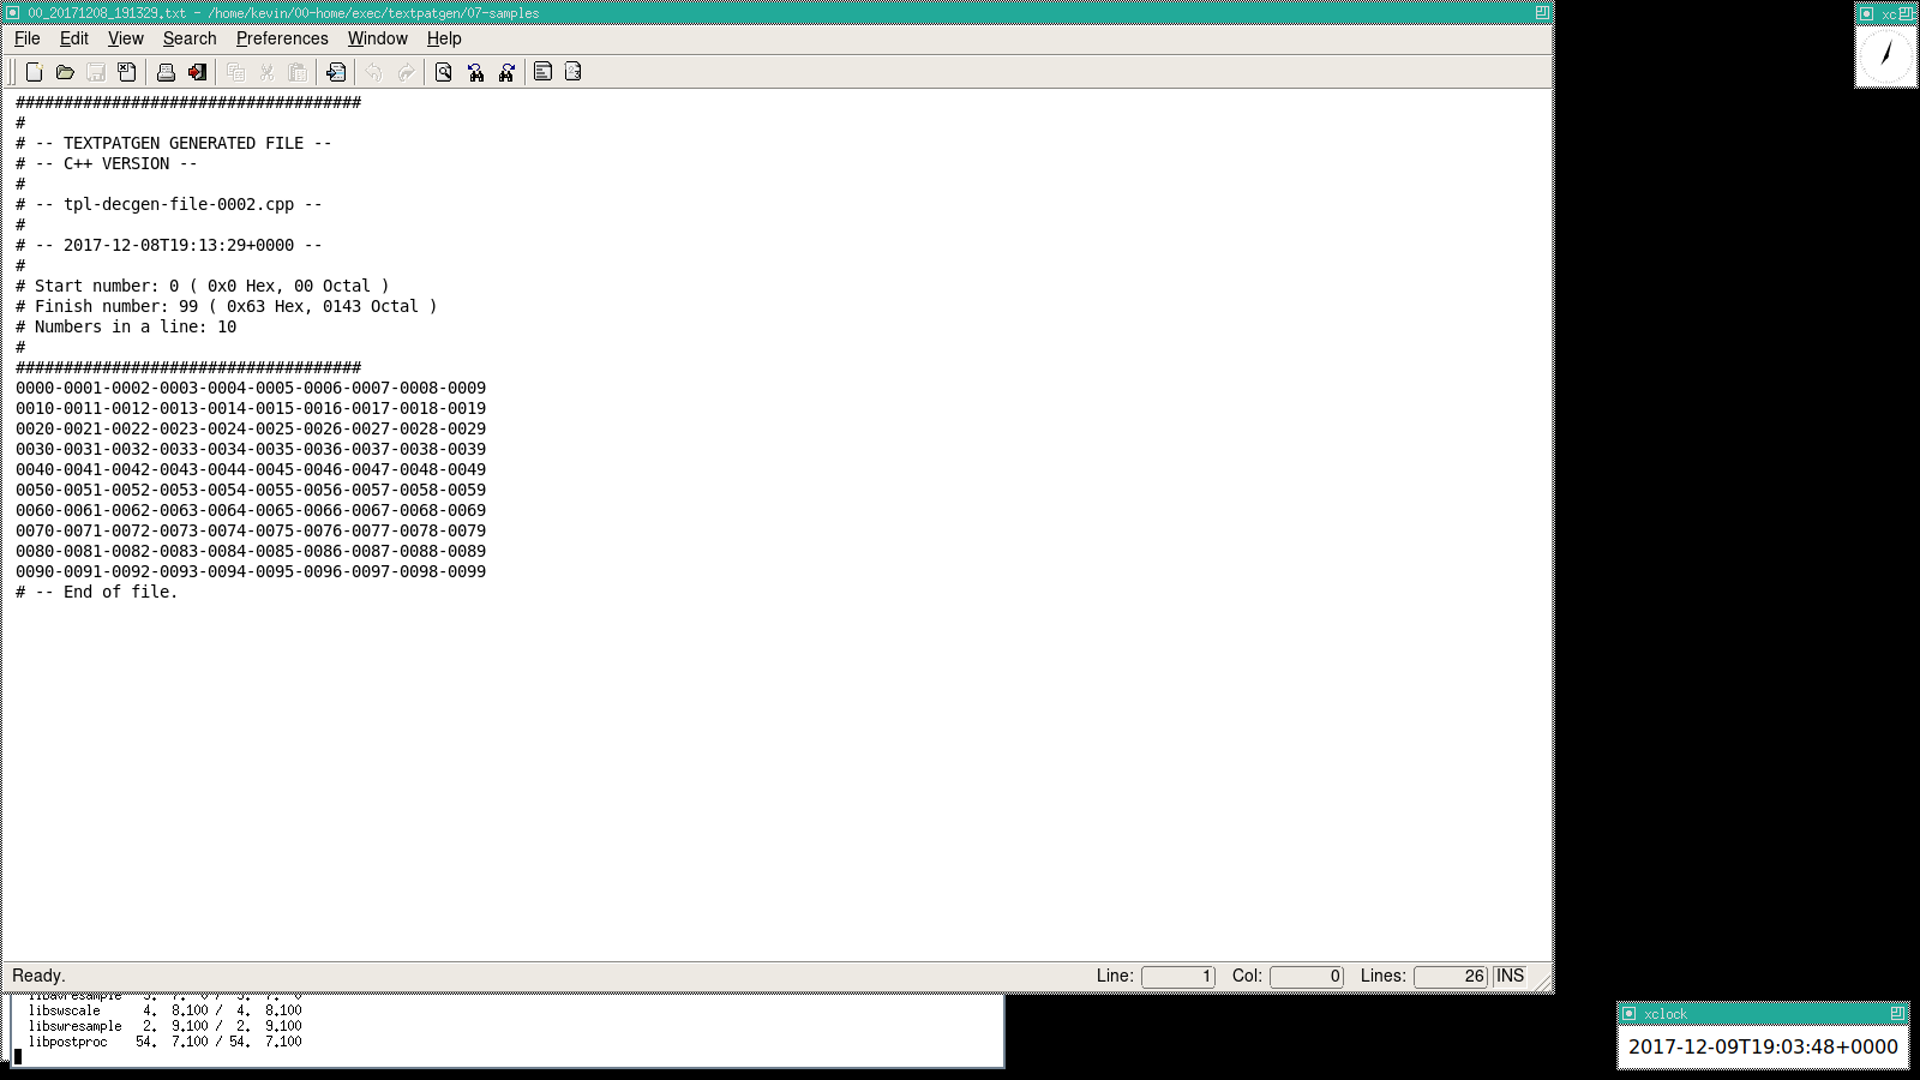 00_20171208_191329.txt - /home/kevin/00-home/exec/textpatgen/07-samples
File Edit View Search Preferences Window Help
####################################
#
# -- TEXTPATGEN GENERATED FILE --
# -- C++ VERSION --
#
# -- tpl-decgen-file-0002.cpp --
#
# -- 2017-12-08T19:13:29+0000 --
#
# Start number: 0 ( 0x0 Hex, 00 Octal )
# Finish number: 99 ( 0x63 Hex, 0143 Octal )
# Numbers in a line: 10
#
####################################
0000-0001-0002-0003-0004-0005-0006-0007-0008-0009
0010-0011-0012-0013-0014-0015-0016-0017-0018-0019
0020-0021-0022-0023-0024-0025-0026-0027-0028-0029
0030-0031-0032-0033-0034-0035-0036-0037-0038-0039
0040-0041-0042-0043-0044-0045-0046-0047-0048-0049
0050-0051-0052-0053-0054-0055-0056-0057-0058-0059
0060-0061-0062-0063-0064-0065-0066-0067-0068-0069
0070-0071-0072-0073-0074-0075-0076-0077-0078-0079
0080-0081-0082-0083-0084-0085-0086-0087-0088-0089
0090-0091-0092-0093-0094-0095-0096-0097-0098-0099
# -- End of file.
Ready. Line: 1 Col: 0 Lines: 26 INS
libswscale 4. 8.100 / 4. 8.100
libswresample 2. 9.100 / 2. 9.100
libpostproc 54. 7.100 / 54. 7.100
xc
xclock
2017-12-09T19:03:48+0000